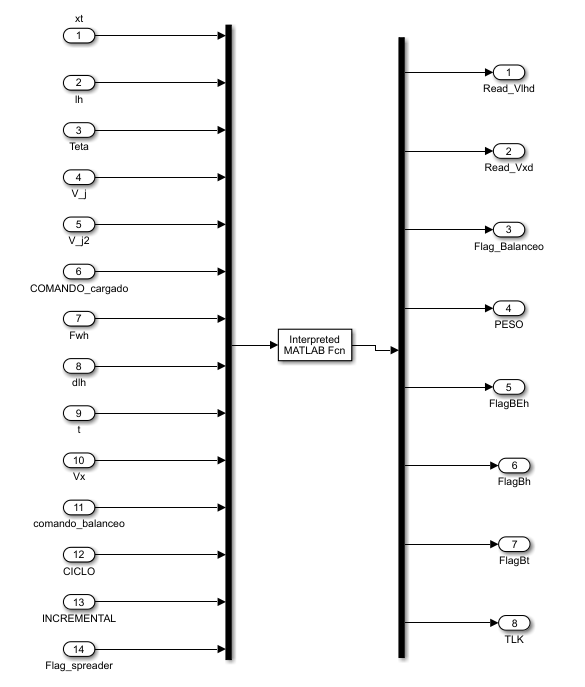 xt
1
2
lh
3
Teta
4
V_j
5
V_j2
6
COMANDO_cargado
7
Fwh
8
dlh
9
t
10
Vx
11
comando_balanceo
12
CICLO
13
INCREMENTAL
14
Flag_spreader
Interpreted
MATLAB Fcn
1
Read_Vlhd
2
Read_Vxd
3
Flag_Balanceo
4
PESO
5
FlagBEh
6
FlagBh
7
FlagBt
8
TLK